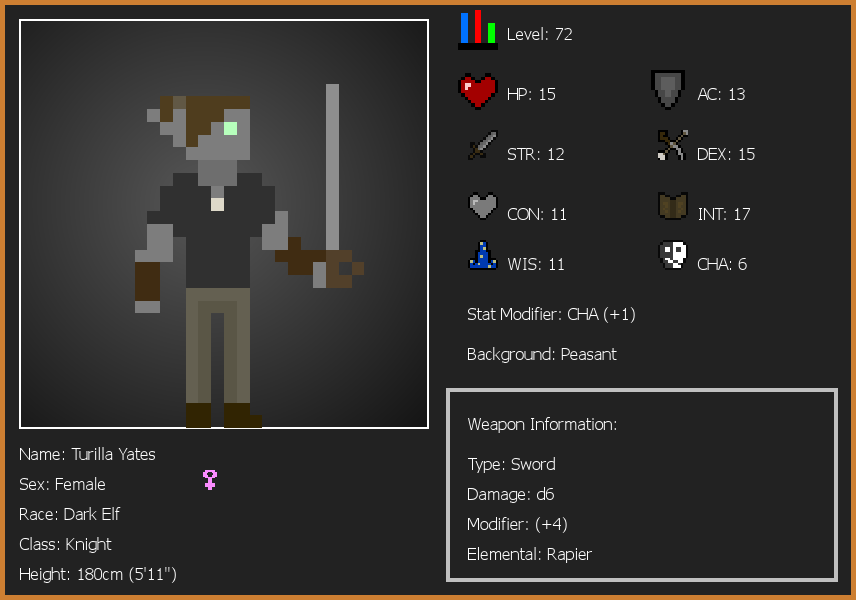 Level: 72
HP: 15
AC: 13
STR: 12
DEX: 15
CON: 11
INT: 17
WIS: 11
CHA: 6
Stat Modifier: CHA (+1)
Background: Peasant
Weapon Information:
Type: Sword
Damage: d6
Modifier: (+4)
Elemental: Rapier
Name: Turilla Yates
Sex: Female
Race: Dark Elf
Class: Knight
Height: 180cm (5'11")